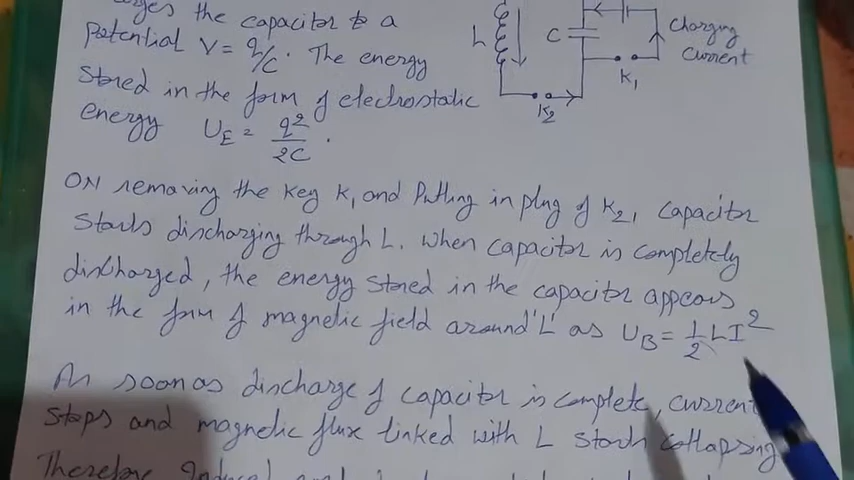 the capacitor to a
potential V = q/C. The energy
stored in the form of electrostatic
energy U_E = q²/2C.
L
C
K₂
K₁
Charging
current
ON removing the key K₁ and Putting in plug of K₂, capacitor
starts discharging through L. When capacitor is completely
discharged, the energy stored in the capacitor appears
in the form of magnetic field around 'L' as U_B = 1/2 LI²
As soon as discharge of capacitor is complete, current
stops and magnetic flux linked with L starts collapsing
Therefore